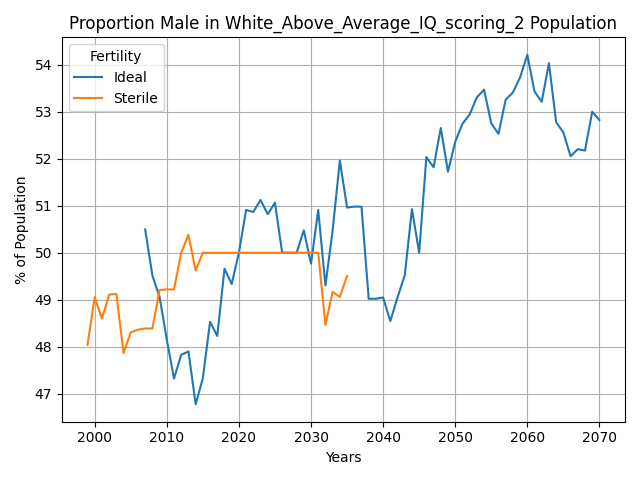 Proportion Male in White_Above_Average_IQ_scoring_2 Population
Fertility
Ideal
Sterile
% of Population
54
53
52
51
50
49
48
47
2000 2010 2020 2030 2040 2050 2060 2070
Years